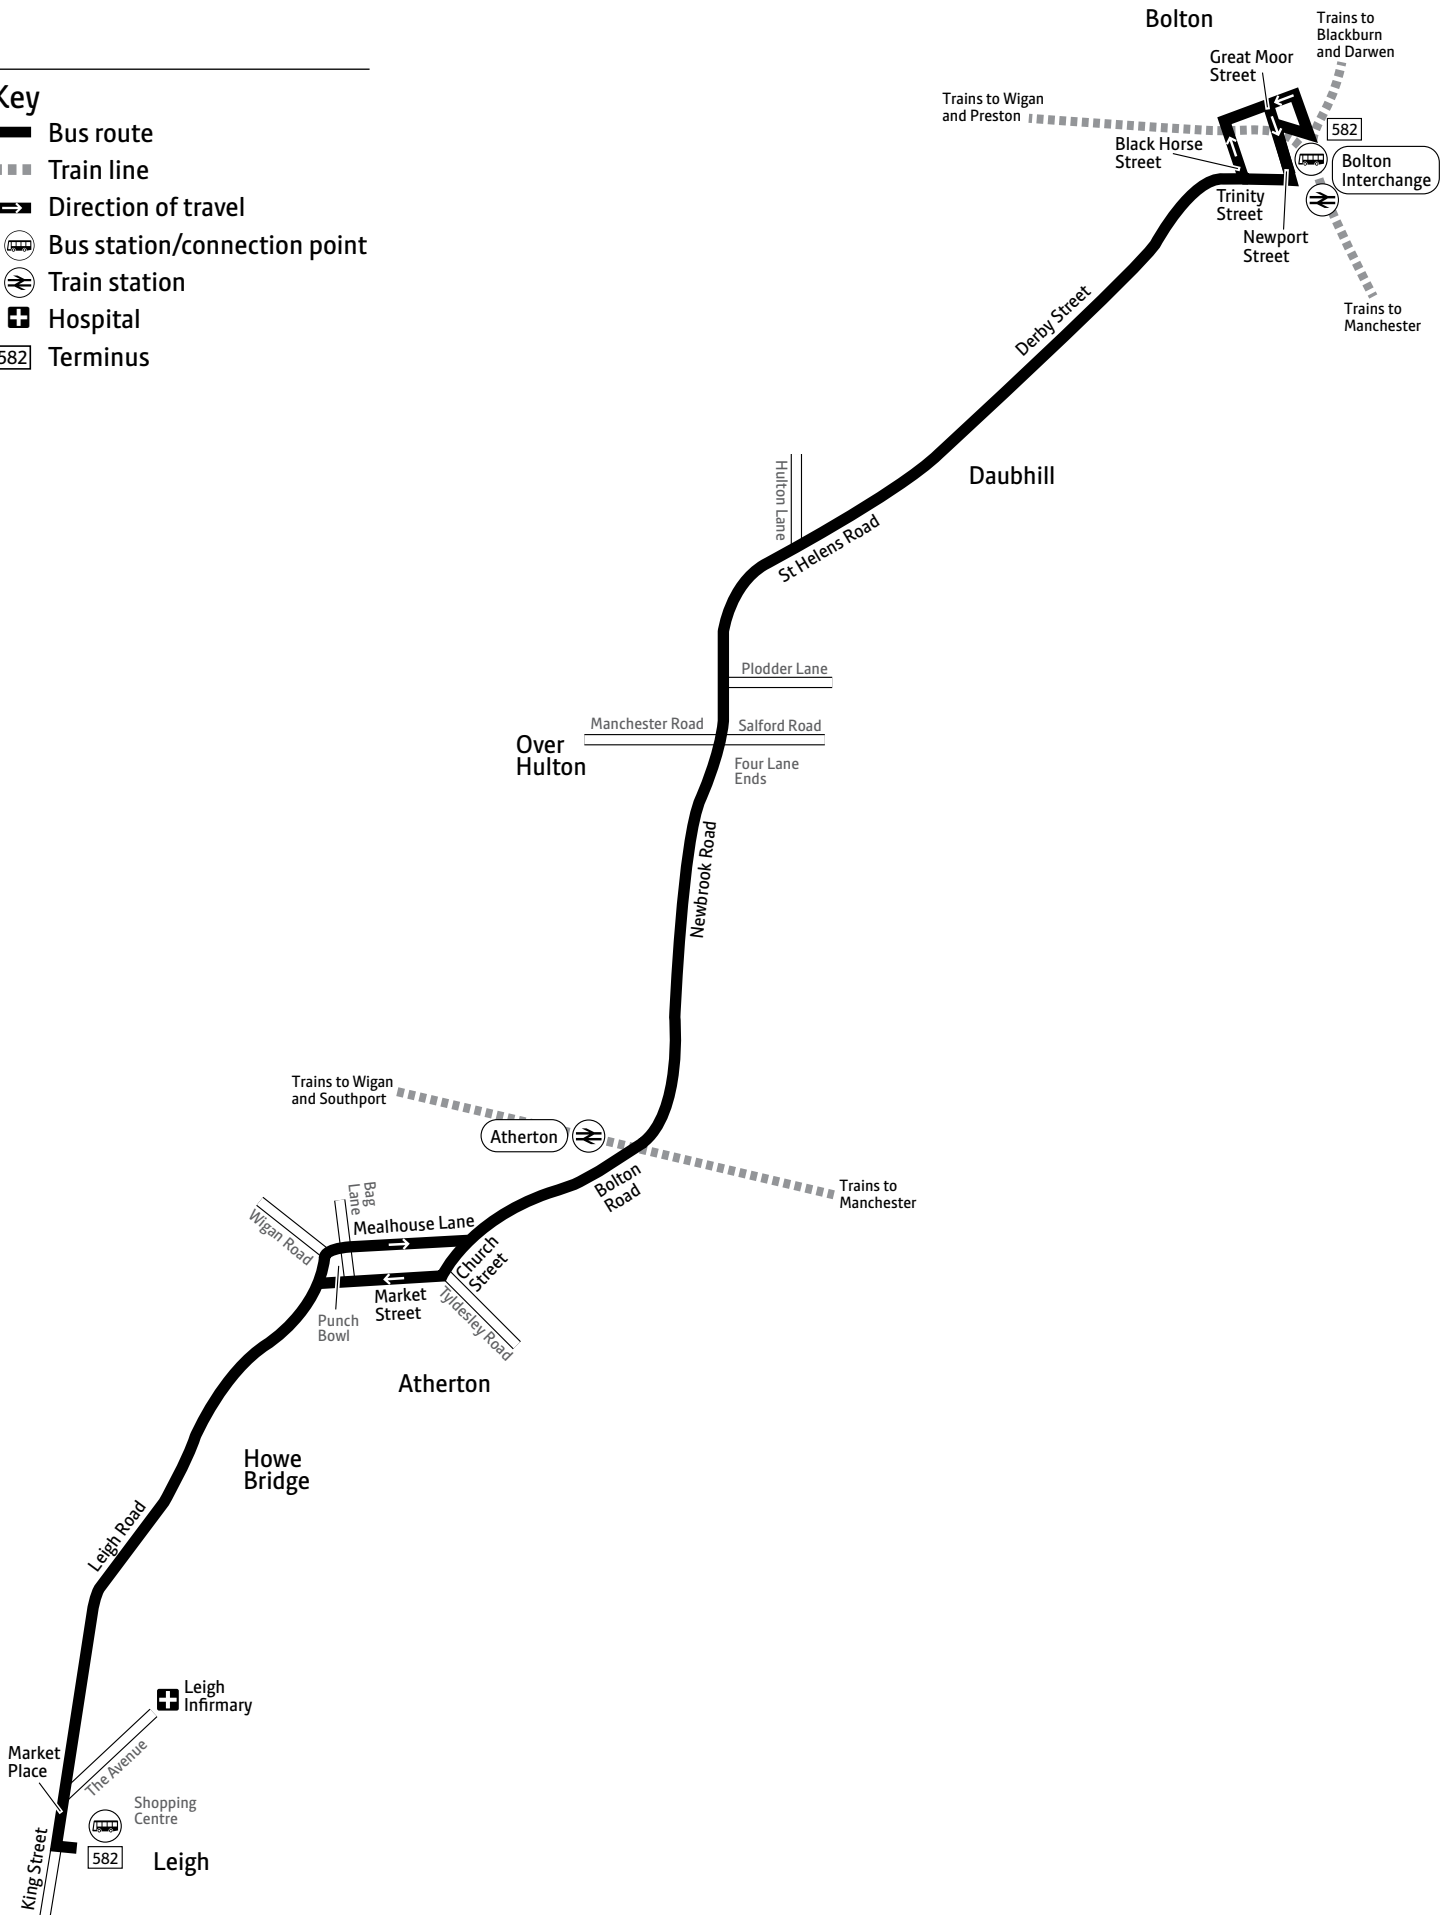 Key
Bus route
Train line
Direction of travel
Bus station/connection point
Train station
Hospital
582 Terminus
Bolton
Trains to
Blackburn
and Darwen
Great Moor
Street
Trains to Wigan
and Preston
582
Black Horse
Street
Bolton
Interchange
Trinity
Street
Newport
Street
Trains to
Manchester
Derby Street
Daubhill
Hulton Lane
St Helens Road
Plodder Lane
Manchester Road
Salford Road
Over
Hulton
Four Lane
Ends
Newbrook Road
Trains to Wigan
and Southport
Atherton
Bolton
Road
Trains to
Manchester
Bag
Lane
Wigan Road
Mealhouse Lane
Church
Street
Market
Street
Punch
Bowl
Tyldesley Road
Atherton
Howe
Bridge
Leigh Road
Leigh
Infirmary
Market
Place
The Avenue
Shopping
Centre
King Street
582
Leigh